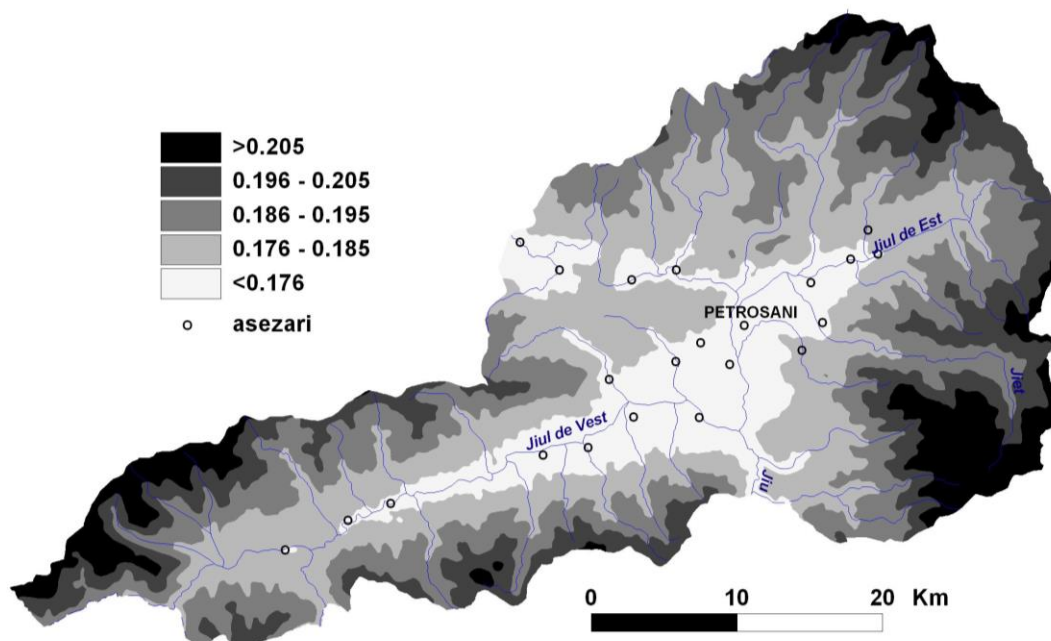 >0.205
0.196 - 0.205
0.186 - 0.195
0.176 - 0.185
<0.176
asezari
Jiul de Est
PETROSANI
Jiet
Jiul de Vest
Jiu
0 10 20 Km